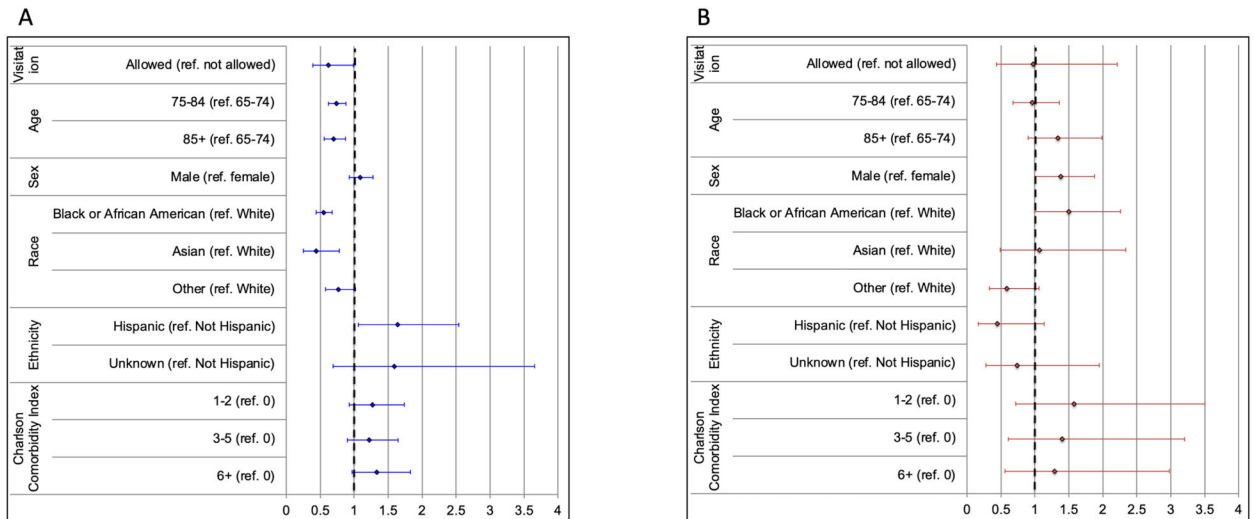 A
Visitat
ion
Allowed (ref. not allowed)
Age
75-84 (ref. 65-74)
85+ (ref. 65-74)
Sex
Male (ref. female)
Race
Black or African American (ref. White)
Asian (ref. White)
Other (ref. White)
Ethnicity
Hispanic (ref. Not Hispanic)
Unknown (ref. Not Hispanic)
Charlson
Comorbidity Index
1-2 (ref. 0)
3-5 (ref. 0)
6+ (ref. 0)
0 0.5 1 1.5 2 2.5 3 3.5 4
B
Visitat
ion
Allowed (ref. not allowed)
Age
75-84 (ref. 65-74)
85+ (ref. 65-74)
Sex
Male (ref. female)
Race
Black or African American (ref. White)
Asian (ref. White)
Other (ref. White)
Ethnicity
Hispanic (ref. Not Hispanic)
Unknown (ref. Not Hispanic)
Charlson
Comorbidity Index
1-2 (ref. 0)
3-5 (ref. 0)
6+ (ref. 0)
0 0.5 1 1.5 2 2.5 3 3.5 4